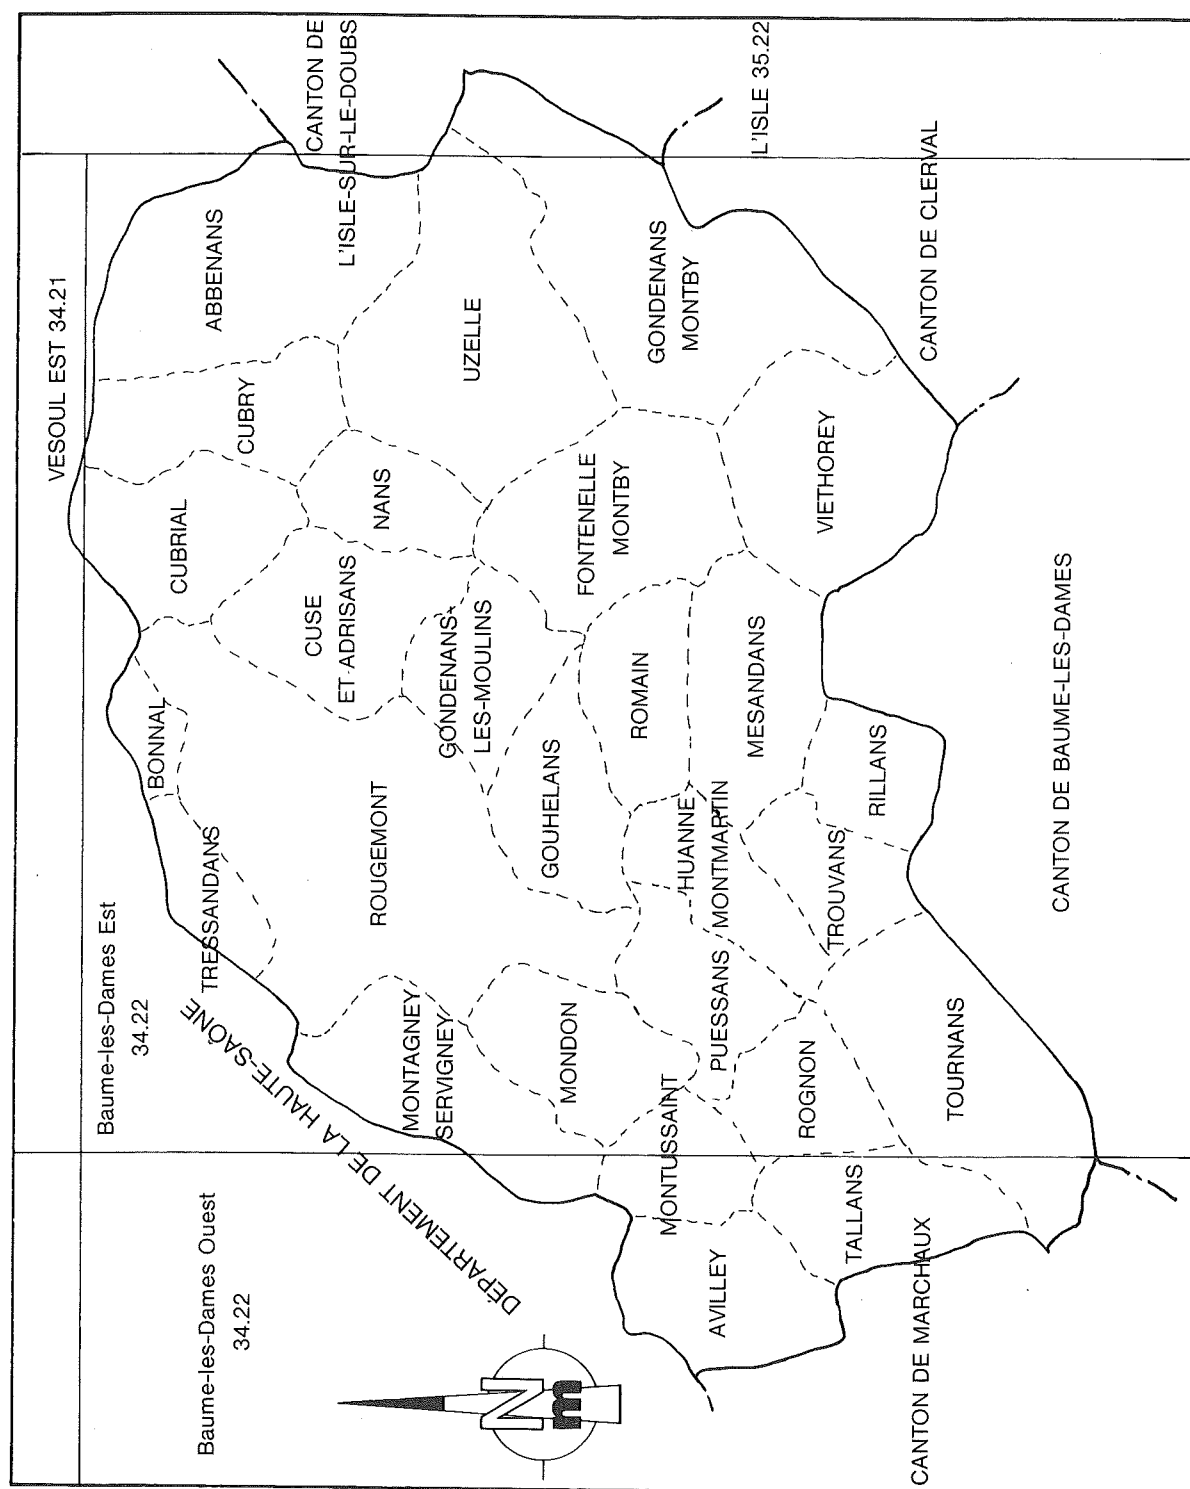 VESOUL EST 34.21
Baume-les-Dames Est
34.22
Baume-les-Dames Ouest
34.22
DÉPARTEMENT DE LA HAUTE-SAÔNE
CANTON DE
L'ISLE-SUR-LE-DOUBS
L'ISLE 35.22
CANTON DE CLERVAL
CANTON DE BAUME-LES-DAMES
CANTON DE MARCHAUX
ABBENANS
CUBRY
CUBRIAL
BONNAL
TRESSANDANS
UZELLE
NANS
CUSE
ET-ADRISANS
GONDENANS-
LES-MOULINS
ROUGEMONT
MONTAGNEY
SERVIGNEY
GONDENANS
MONTBY
FONTENELLE
MONTBY
ROMAIN
GOUHELANS
MONDON
VIETHOREY
MESANDANS
HUANNE
MONTMARTIN
PUESSANS
MONTUSSAINT
AVILLEY
RILLANS
TROUVANS
ROGNON
TALLANS
TOURNANS
N